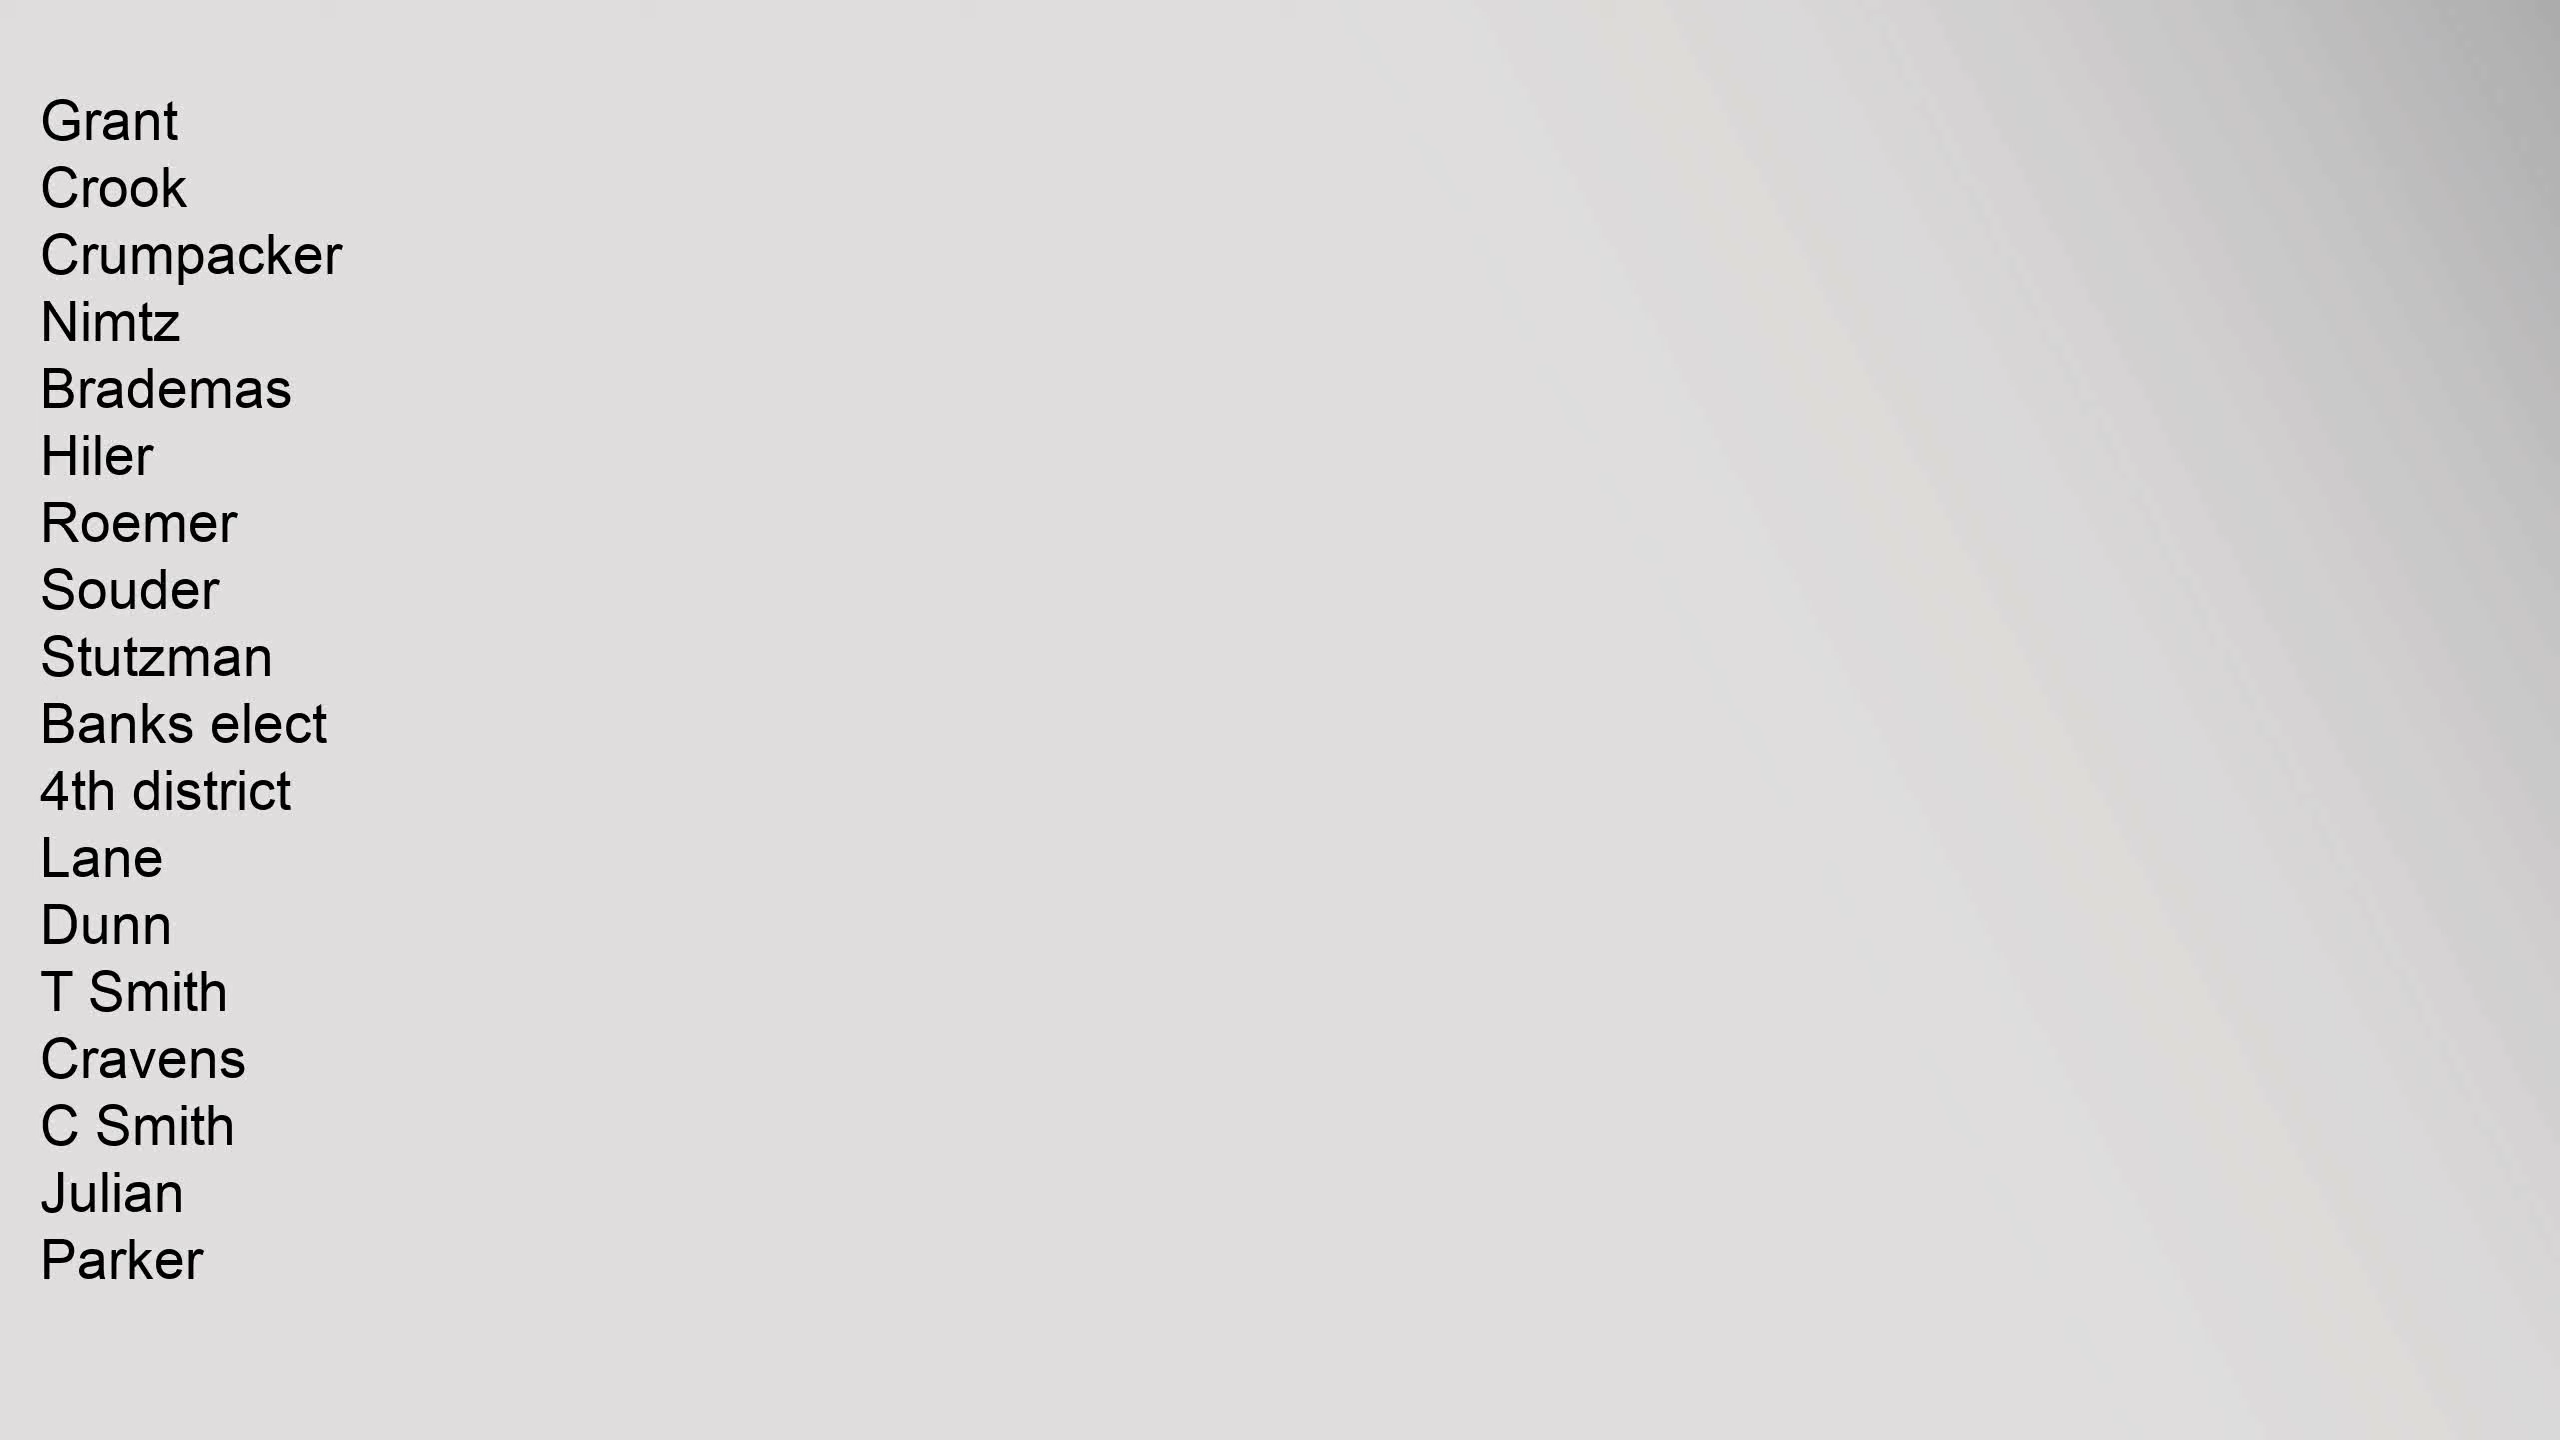 Grant
Crook
Crumpacker
Nimtz
Brademas
Hiler
Roemer
Souder
Stutzman
Banks elect
4th district
Lane
Dunn
T Smith
Cravens
C Smith
Julian
Parker